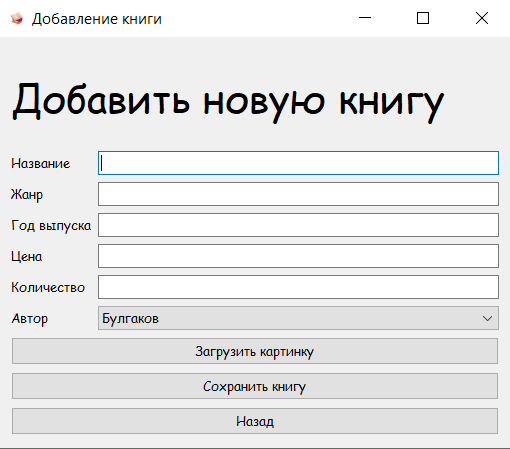 Добавление книги
Добавить новую книгу
Название
Жанр
Год выпуска
Цена
Количество
Автор Булгаков
Загрузить картинку
Сохранить книгу
Назад